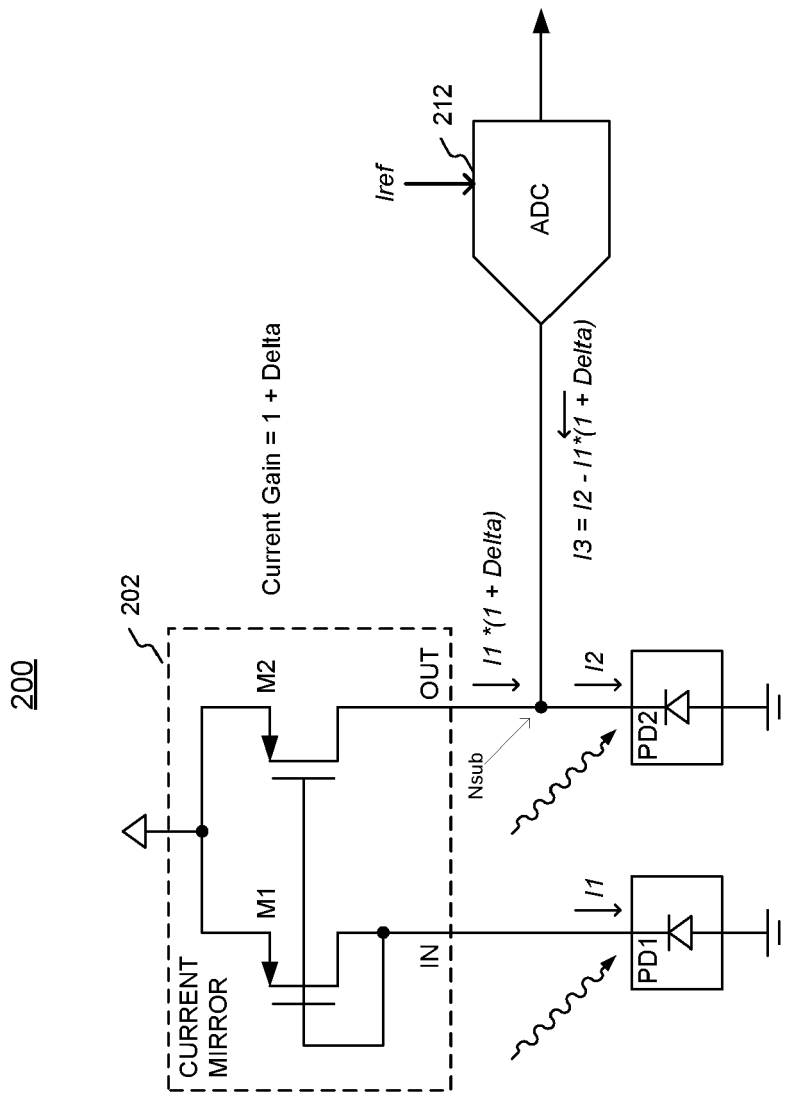 200
202
CURRENT
MIRROR
M1
M2
IN
OUT
Current Gain = 1 + Delta
I1 *(1 + Delta)
Nsub
I1
I2
PD1
PD2
I3 = I2 - I1*(1 + Delta)
Iref
212
ADC